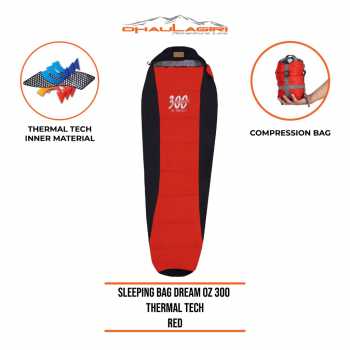 DHAULAGIRI
300
THERMAL TECH
INNER MATERIAL
COMPRESSION BAG
SLEEPING BAG DREAM OZ 300
THERMAL TECH
RED